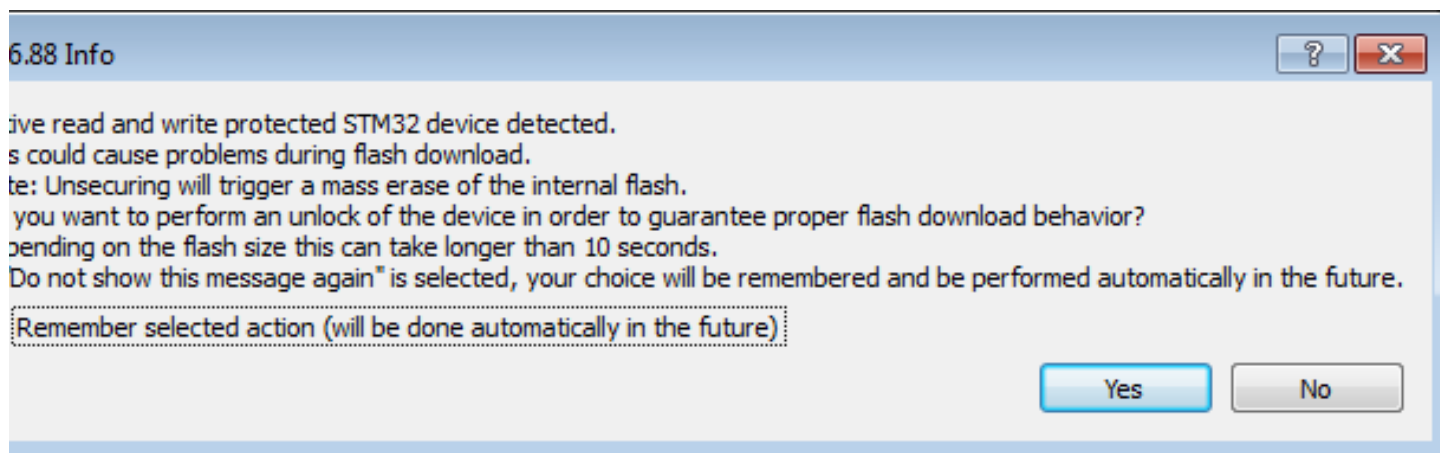 6.88 Info
tive read and write protected STM32 device detected.
s could cause problems during flash download.
te: Unsecuring will trigger a mass erase of the internal flash.
you want to perform an unlock of the device in order to guarantee proper flash download behavior?
pending on the flash size this can take longer than 10 seconds.
"Do not show this message again" is selected, your choice will be remembered and be performed automatically in the future.
Remember selected action (will be done automatically in the future)
Yes No